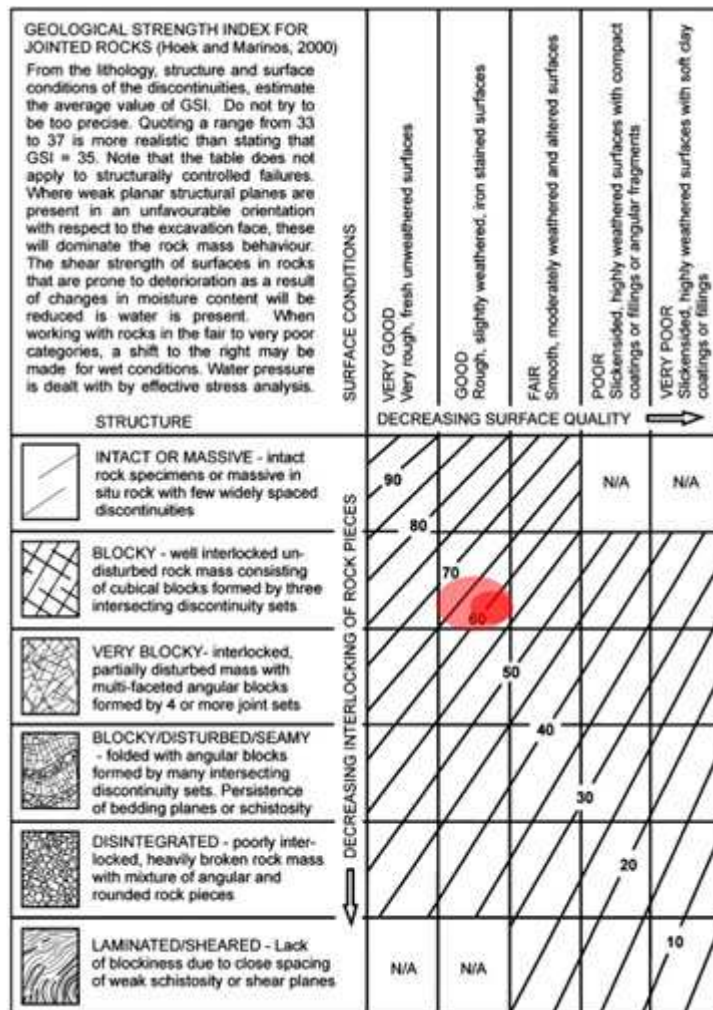 GEOLOGICAL STRENGTH INDEX FOR
JOINTED ROCKS (Hoek and Marinos, 2000)
From the lithology, structure and surface
conditions of the discontinuities, estimate
the average value of GSI. Do not try to
be too precise. Quoting a range from 33
to 37 is more realistic than stating that
GSI = 35. Note that the table does not
apply to structurally controlled failures.
Where weak planar structural planes are
present in an unfavourable orientation
with respect to the excavation face, these
will dominate the rock mass behaviour.
The shear strength of surfaces in rocks
that are prone to deterioration as a result
of changes in moisture content will be
reduced is water is present. When
working with rocks in the fair to very poor
categories, a shift to the right may be
made for wet conditions. Water pressure
is dealt with by effective stress analysis.
STRUCTURE
SURFACE CONDITIONS
VERY GOOD
Very rough, fresh unweathered surfaces
GOOD
Rough, slightly weathered, iron stained surfaces
FAIR
Smooth, moderately weathered and altered surfaces
POOR
Slickensided, highly weathered surfaces with compact
coatings or fillings or angular fragments
VERY POOR
Slickensided, highly weathered surfaces with soft clay
coatings or fillings
DECREASING SURFACE QUALITY
DECREASING INTERLOCKING OF ROCK PIECES
INTACT OR MASSIVE - intact
rock specimens or massive in
situ rock with few widely spaced
discontinuities
90
80
N/A
N/A
BLOCKY - well interlocked un-
disturbed rock mass consisting
of cubical blocks formed by three
intersecting discontinuity sets
70
60
VERY BLOCKY- interlocked,
partially disturbed mass with
multi-faceted angular blocks
formed by 4 or more joint sets
50
BLOCKY/DISTURBED/SEAMY
- folded with angular blocks
formed by many intersecting
discontinuity sets. Persistence
of bedding planes or schistosity
40
30
DISINTEGRATED - poorly inter-
locked, heavily broken rock mass
with mixture of angular and
rounded rock pieces
20
LAMINATED/SHEARED - Lack
of blockiness due to close spacing
of weak schistosity or shear planes
N/A
N/A
10